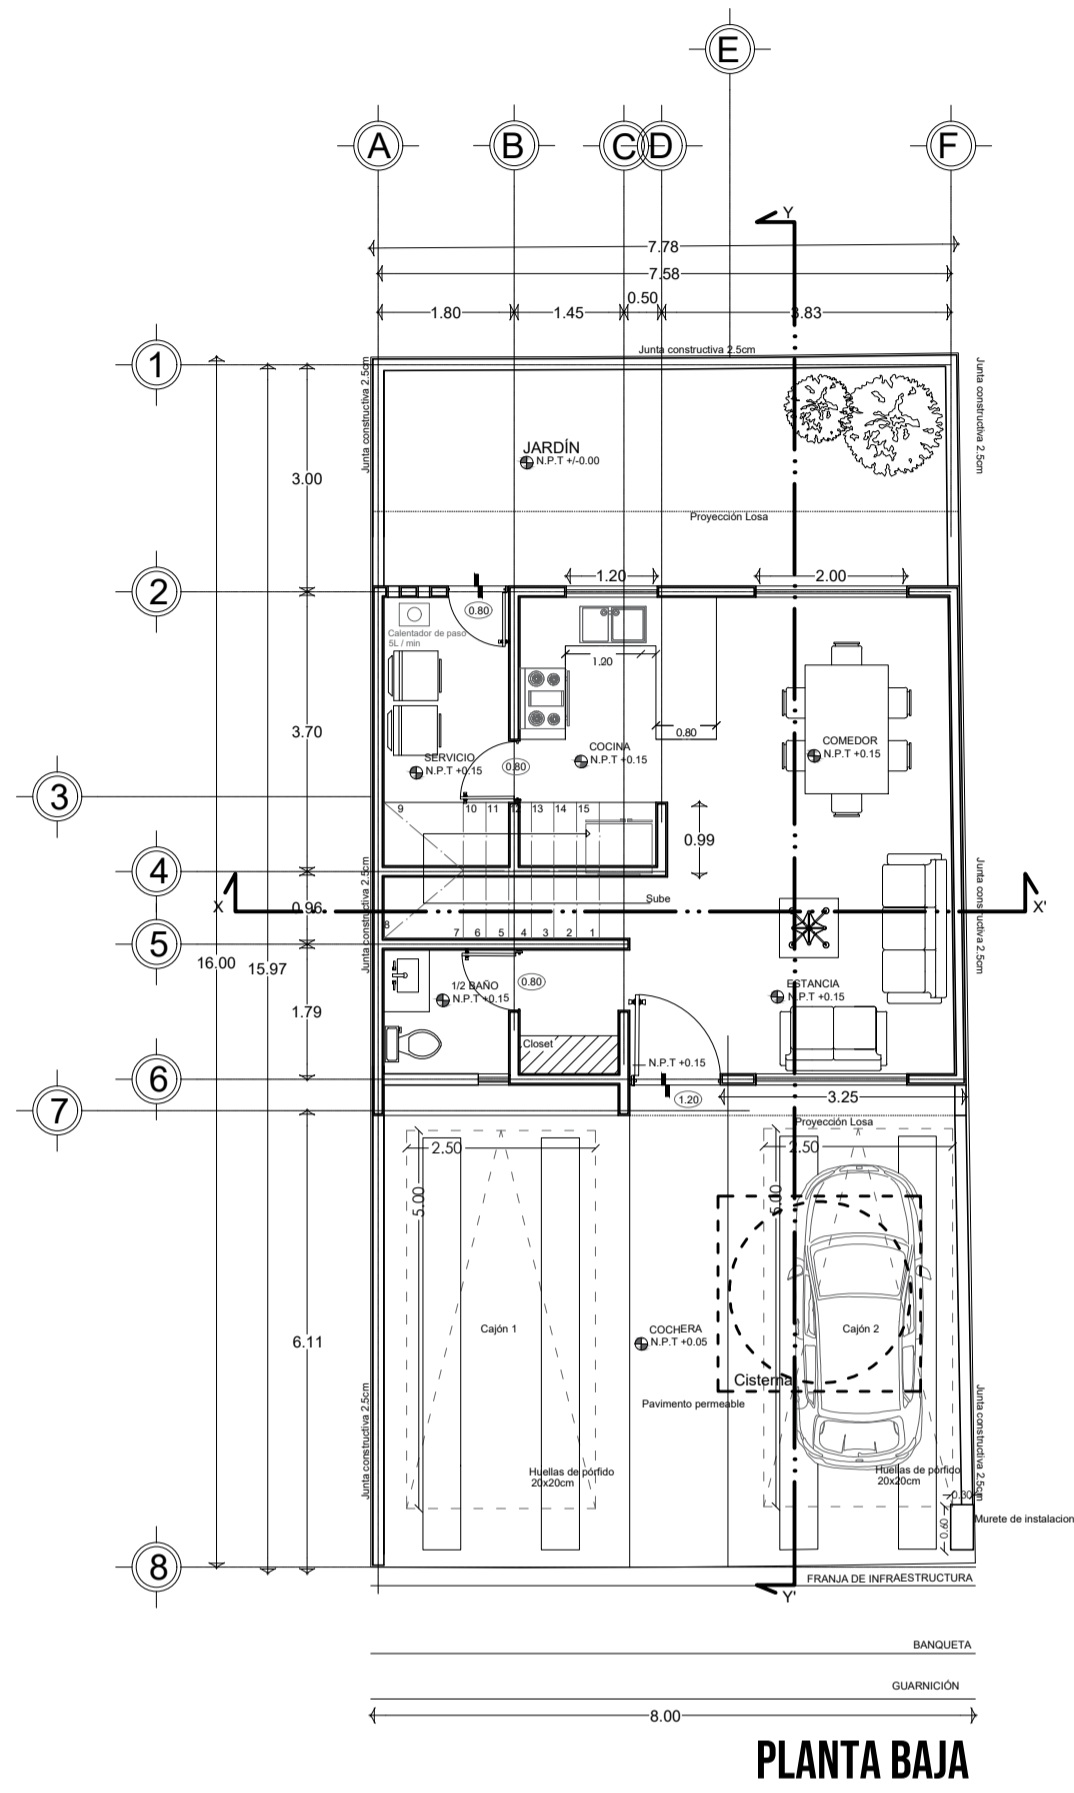 E
A
B
C
D
F
Y
7.78
7.58
0.50
1.80
1.45
3.83
Junta constructiva 2.5cm
1
Junta constructiva 2.5cm
Junta constructiva 2.5cm
JARDÍN
N.P.T +/-0.00
3.00
Proyección Losa
2
1.20
2.00
0.80
Calentador de paso
5L / min
1.20
3.70
0.80
COCINA
N.P.T +0.15
COMEDOR
N.P.T +0.15
SERVICIO
N.P.T +0.15
0.80
3
9
10
11
12
13
14
15
0.99
4
Junta constructiva 2.5cm
Junta constructiva 2.5cm
X
0.96
Sube
X'
8
7
6
5
4
3
2
1
5
16.00
15.97
1/2 BAÑO
N.P.T +0.15
0.80
ESTANCIA
N.P.T +0.15
1.79
Closet
N.P.T +0.15
6
7
1.20
3.25
Proyección Losa
2.50
2.50
5.00
5.00
6.11
Cajón 1
COCHERA
N.P.T +0.05
Cajón 2
Cisterna
Pavimento permeable
Junta constructiva 2.5cm
Junta constructiva 2.5cm
Huellas de pórfido
20x20cm
Huellas de pórfido
20x20cm
0.30
0.60
Murete de instalacion
8
FRANJA DE INFRAESTRUCTURA
Y'
BANQUETA
GUARNICIÓN
8.00
PLANTA BAJA